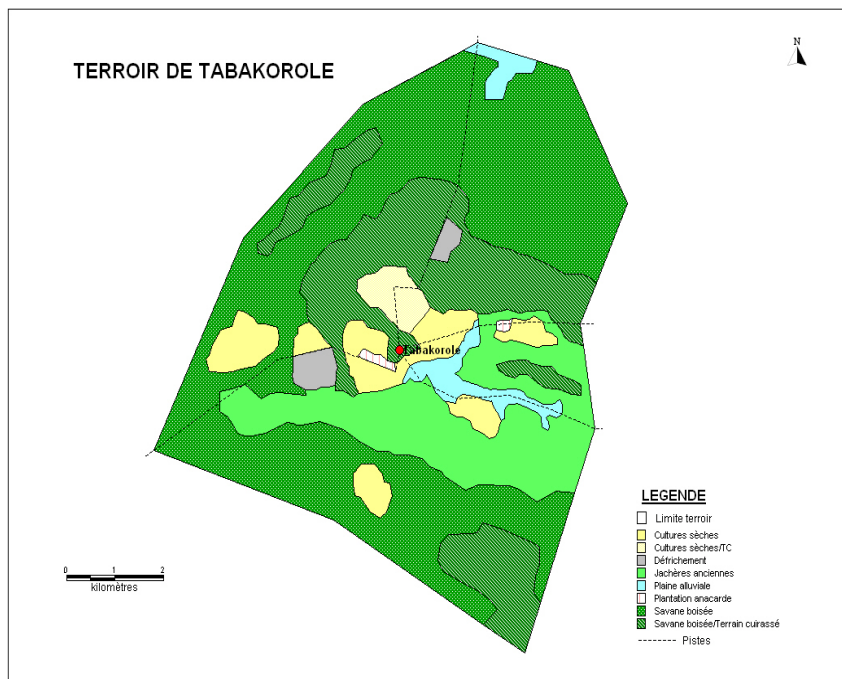 N
TERROIR DE TABAKOROLE
Tabakorole
LEGENDE
Limite terroir
Cultures sèches
Cultures sèches/TC
Défrichement
Jachères anciennes
Plaine alluviale
Plantation anacarde
Savane boisée
Savane boisée/Terrain cuirassé
Pistes
0 1 2
kilomètres